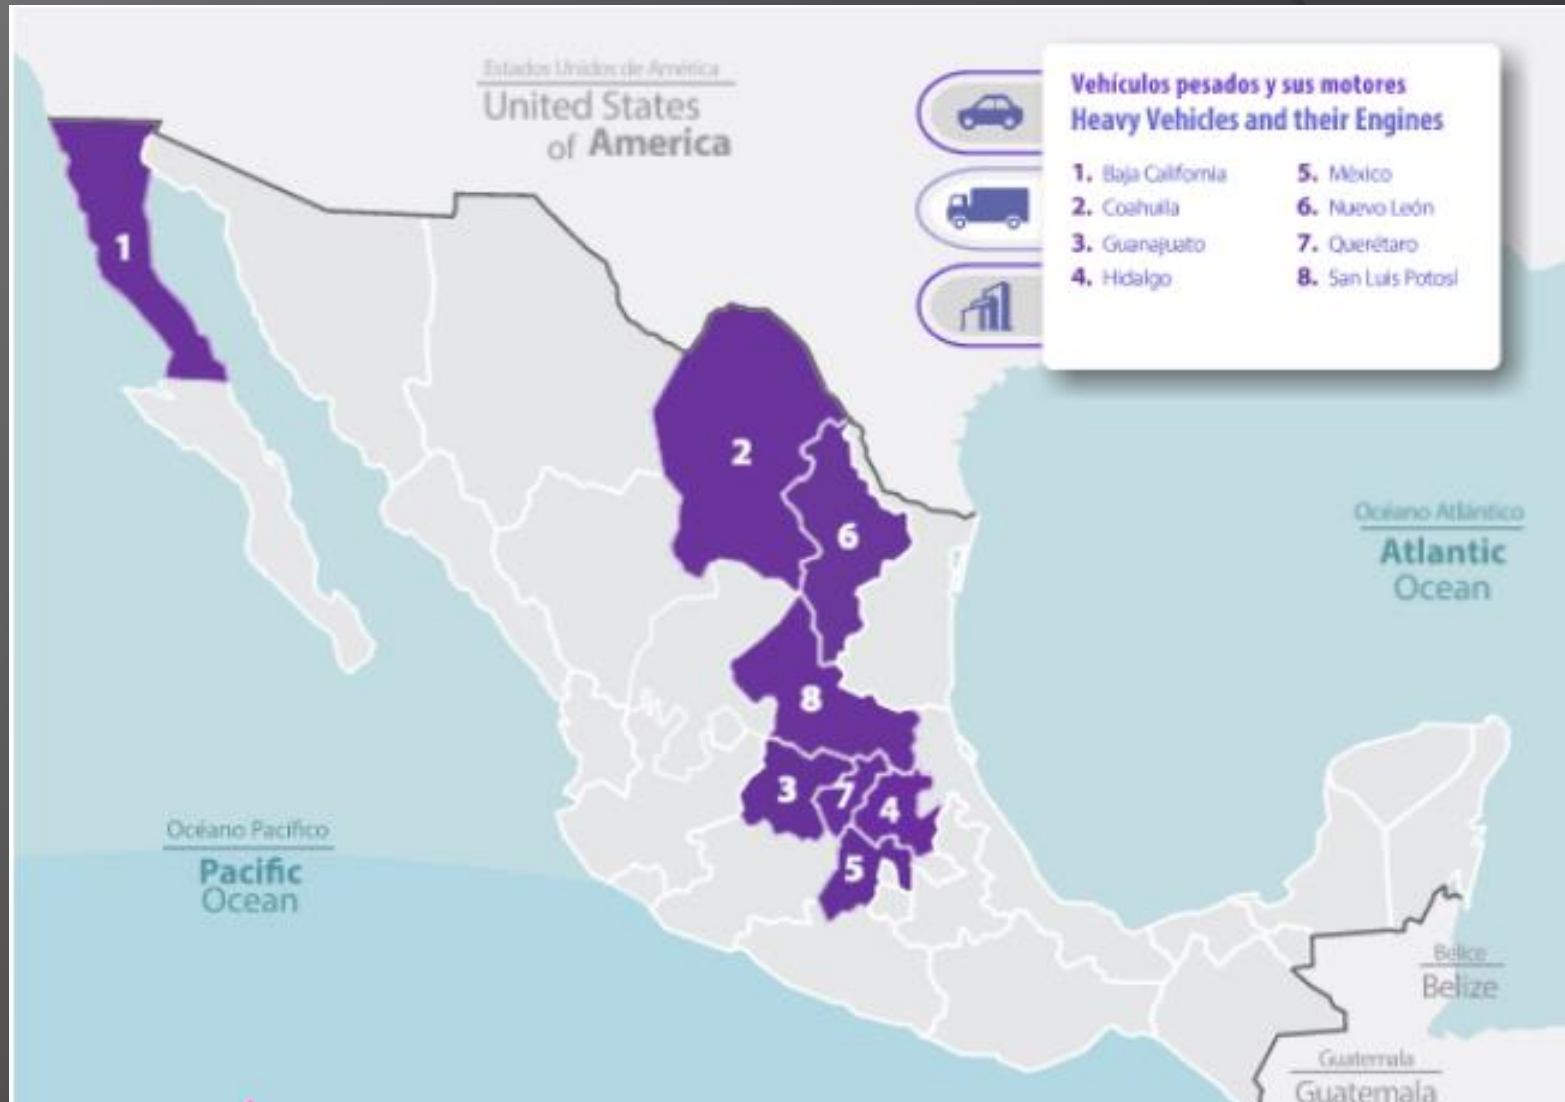 Estados Unidos de América
United States
of America
Vehículos pesados y sus motores
Heavy Vehicles and their Engines
1. Baja California
2. Coahuila
3. Guanajuato
4. Hidalgo
5. México
6. Nuevo León
7. Querétaro
8. San Luis Potosí
1
2
6
8
3
7
4
5
Océano Atlántico
Atlantic
Ocean
Océano Pacífico
Pacific
Ocean
Belice
Belize
Guatemala
Guatemala